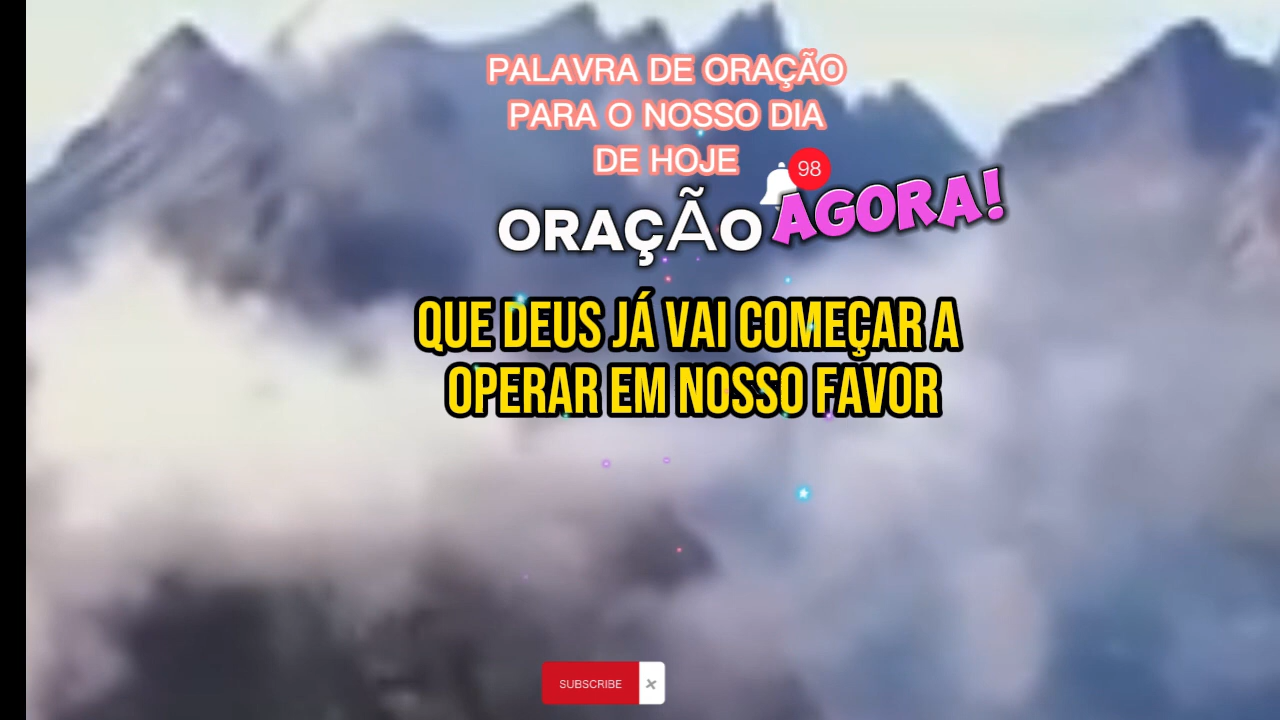 PALAVRA DE ORAÇÃO
PARA O NOSSO DIA
DE HOJE
98
ORAÇÃO AGORA!
QUE DEUS JÁ VAI COMEÇAR A
OPERAR EM NOSSO FAVOR
SUBSCRIBE